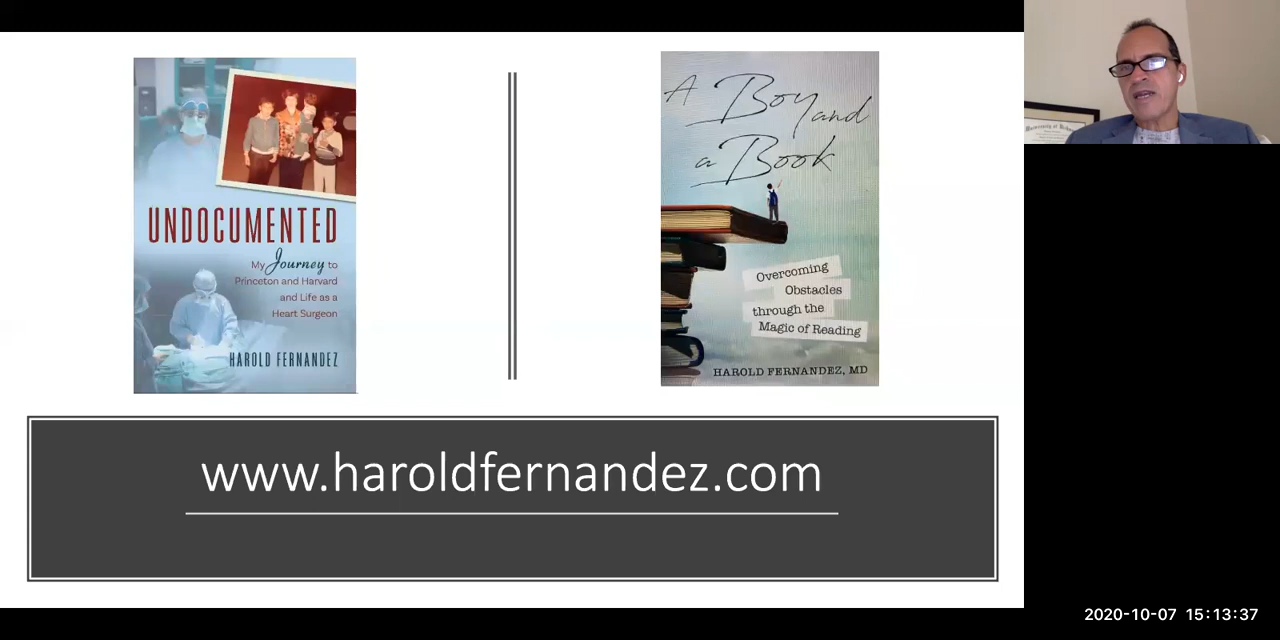 UNDOCUMENTED
My Journey to
Princeton and Harvard
and Life as a
Heart Surgeon
HAROLD FERNANDEZ
A Boy and
a Book
Overcoming
Obstacles
through the
Magic of Reading
HAROLD FERNANDEZ, MD
www.haroldfernandez.com
2020-10-07 15:13:37